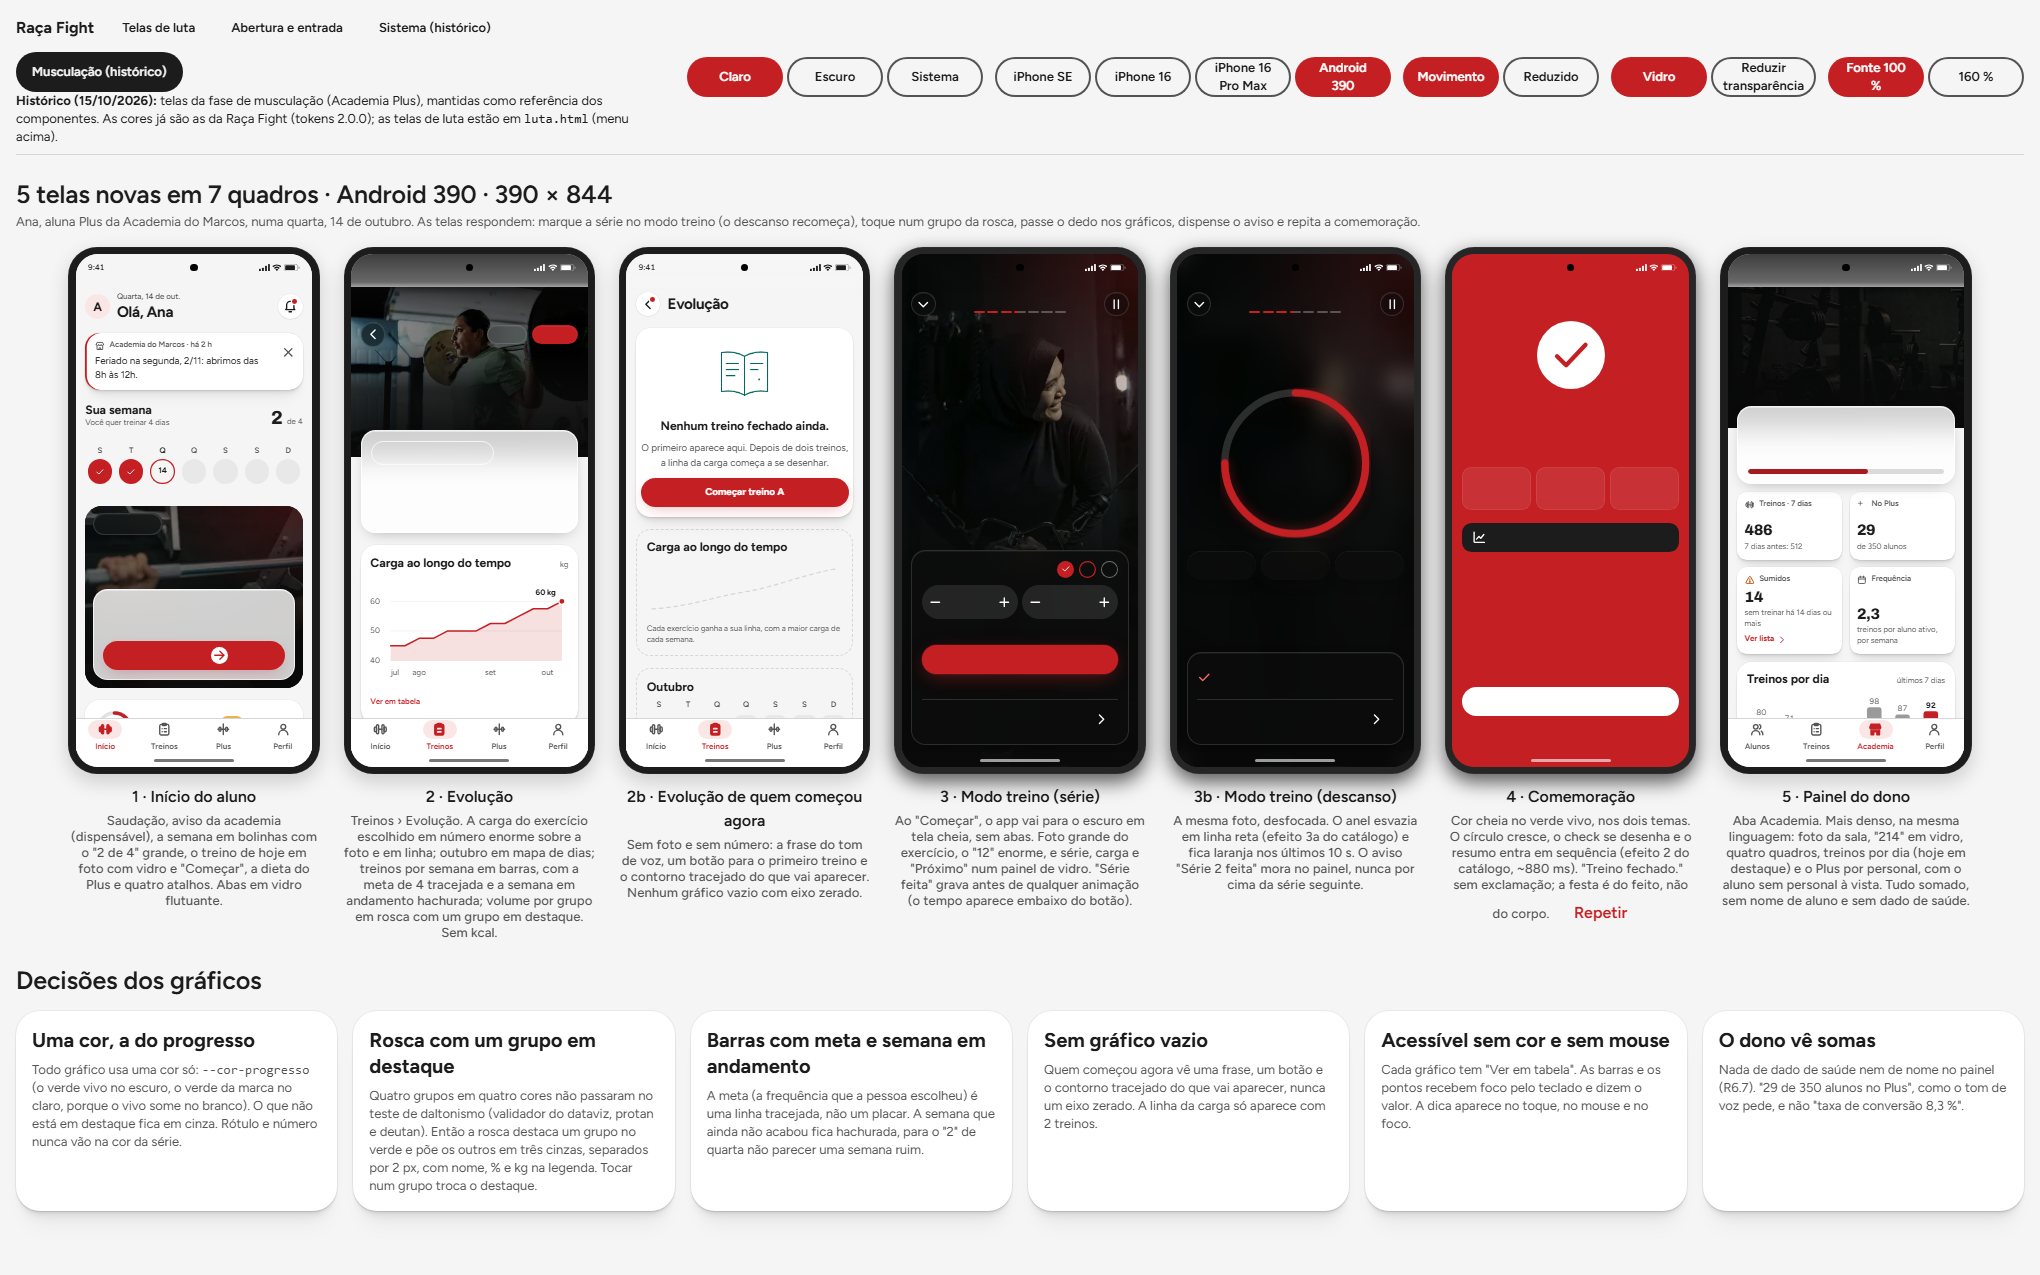 Raça Fight
Telas de luta
Abertura e entrada
Sistema (histórico)
Musculação (histórico)
Claro
Escuro
Sistema
iPhone SE
iPhone 16
iPhone 16
Pro Max
Android
390
Movimento
Reduzido
Vidro
Reduzir
transparência
Fonte 100
%
160 %
Histórico (15/10/2026): telas da fase de musculação (Academia Plus), mantidas como referência dos
componentes. As cores já são as da Raça Fight (tokens 2.0.0); as telas de luta estão em luta.html (menu
acima).
5 telas novas em 7 quadros · Android 390 · 390 × 844
Ana, aluna Plus da Academia do Marcos, numa quarta, 14 de outubro. As telas respondem: marque a série no modo treino (o descanso recomeça), toque num grupo da rosca, passe o dedo nos gráficos, dispense o aviso e repita a comemoração.
9:41
A
Quarta, 14 de out.
Olá, Ana
Academia do Marcos · há 2 h
Feriado na segunda, 2/11: abrimos das
8h às 12h.
Sua semana
Você quer treinar 4 dias
2 de 4
S T Q Q S S D
14
Início
Treinos
Plus
Perfil
1 · Início do aluno
Saudação, aviso da academia
(dispensável), a semana em bolinhas com
o "2 de 4" grande, o treino de hoje em
foto com vidro e "Começar", a dieta do
Plus e quatro atalhos. Abas em vidro
flutuante.
Carga ao longo do tempo
kg
60 kg
60
50
40
jul ago set out
Ver em tabela
Início
Treinos
Plus
Perfil
2 · Evolução
Treinos › Evolução. A carga do exercício
escolhido em número enorme sobre a
foto e em linha; outubro em mapa de dias;
treinos por semana em barras, com a
meta de 4 tracejada e a semana em
andamento hachurada; volume por grupo
em rosca com um grupo em destaque.
Sem kcal.
9:41
Evolução
Nenhum treino fechado ainda.
O primeiro aparece aqui. Depois de dois treinos,
a linha da carga começa a se desenhar.
Começar treino A
Carga ao longo do tempo
Cada exercício ganha a sua linha, com a maior carga de
cada semana.
Outubro
S T Q Q S S D
Início
Treinos
Plus
Perfil
2b · Evolução de quem começou
agora
Sem foto e sem número: a frase do tom
de voz, um botão para o primeiro treino e
o contorno tracejado do que vai aparecer.
Nenhum gráfico vazio com eixo zerado.
3 · Modo treino (série)
Ao "Começar", o app vai para o escuro em
tela cheia, sem abas. Foto grande do
exercício, o "12" enorme, e série, carga e
"Próximo" num painel de vidro. "Série
feita" grava antes de qualquer animação
(o tempo aparece embaixo do botão).
3b · Modo treino (descanso)
A mesma foto, desfocada. O anel esvazia
em linha reta (efeito 3a do catálogo) e
fica laranja nos últimos 10 s. O aviso
"Série 2 feita" mora no painel, nunca por
cima da série seguinte.
4 · Comemoração
Cor cheia no verde vivo, nos dois temas.
O círculo cresce, o check se desenha e o
resumo entra em sequência (efeito 2 do
catálogo, ~880 ms). "Treino fechado."
sem exclamação; a festa é do feito, não
do corpo.
Repetir
Treinos · 7 dias
486
7 dias antes: 512
No Plus
29
de 350 alunos
Sumidos
14
sem treinar há 14 dias ou
mais
Ver lista
Frequência
2,3
treinos por aluno ativo,
por semana
Treinos por dia
últimos 7 dias
80
98
87
92
Alunos
Treinos
Academia
Perfil
5 · Painel do dono
Aba Academia. Mais denso, na mesma
linguagem: foto da sala, "214" em vidro,
quatro quadros, treinos por dia (hoje em
destaque) e o Plus por personal, com o
aluno sem personal à vista. Tudo somado,
sem nome de aluno e sem dado de saúde.
Decisões dos gráficos
Uma cor, a do progresso
Todo gráfico usa uma cor só: --cor-progresso
(o verde vivo no escuro, o verde da marca no
claro, porque o vivo some no branco). O que não
está em destaque fica em cinza. Rótulo e número
nunca vão na cor da série.
Rosca com um grupo em
destaque
Quatro grupos em quatro cores não passaram no
teste de daltonismo (validador do dataviz, protan
e deutan). Então a rosca destaca um grupo no
verde e põe os outros em três cinzas, separados
por 2 px, com nome, % e kg na legenda. Tocar
num grupo troca o destaque.
Barras com meta e semana em
andamento
A meta (a frequência que a pessoa escolheu) é
uma linha tracejada, não um placar. A semana que
ainda não acabou fica hachurada, para o "2" de
quarta não parecer uma semana ruim.
Sem gráfico vazio
Quem começou agora vê uma frase, um botão e
o contorno tracejado do que vai aparecer, nunca
um eixo zerado. A linha da carga só aparece com
2 treinos.
Acessível sem cor e sem mouse
Cada gráfico tem "Ver em tabela". As barras e os
pontos recebem foco pelo teclado e dizem o
valor. A dica aparece no toque, no mouse e no
foco.
O dono vê somas
Nada de dado de saúde nem de nome no painel
(R6.7). "29 de 350 alunos no Plus", como o tom de
voz pede, e não "taxa de conversão 8,3 %".